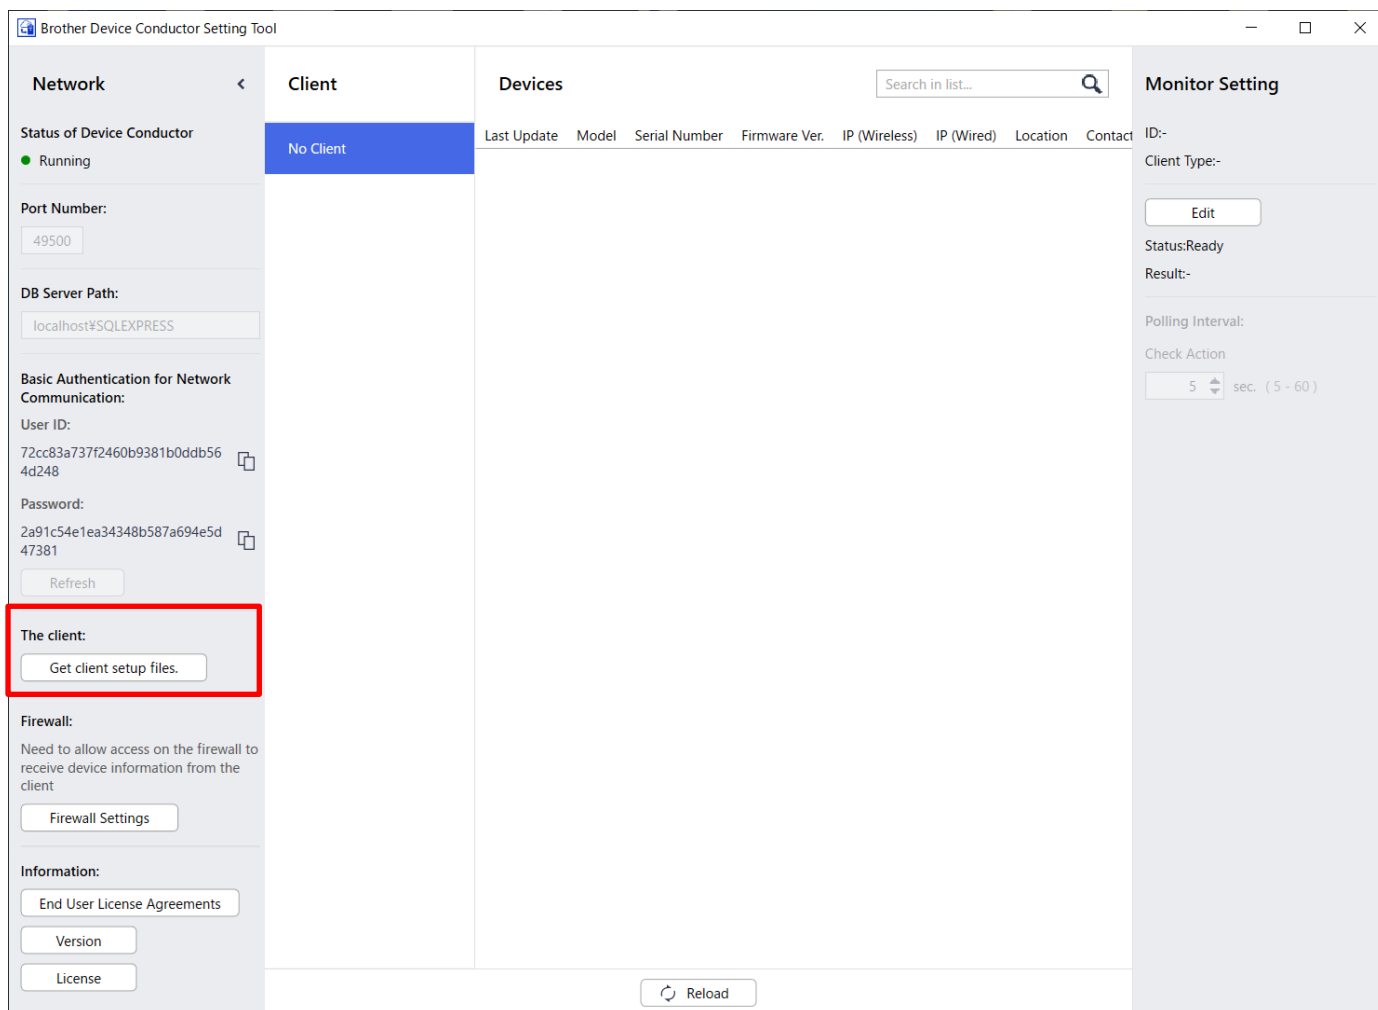 Brother Device Conductor Setting Tool
Network
Status of Device Conductor
Running
Port Number:
49500
DB Server Path:
localhost¥SQLEXPRESS
Basic Authentication for Network
Communication:
User ID:
72cc83a737f2460b9381b0ddb56
4d248
Password:
2a91c54e1ea34348b587a694e5d
47381
Refresh
The client:
Get client setup files.
Firewall:
Need to allow access on the firewall to
receive device information from the
client
Firewall Settings
Information:
End User License Agreements
Version
License
Client
No Client
Devices
Search in list...
Last Update Model Serial Number Firmware Ver. IP (Wireless) IP (Wired) Location Contact
Reload
Monitor Setting
ID:-
Client Type:-
Edit
Status:Ready
Result:-
Polling Interval:
Check Action
5 sec. ( 5 - 60 )